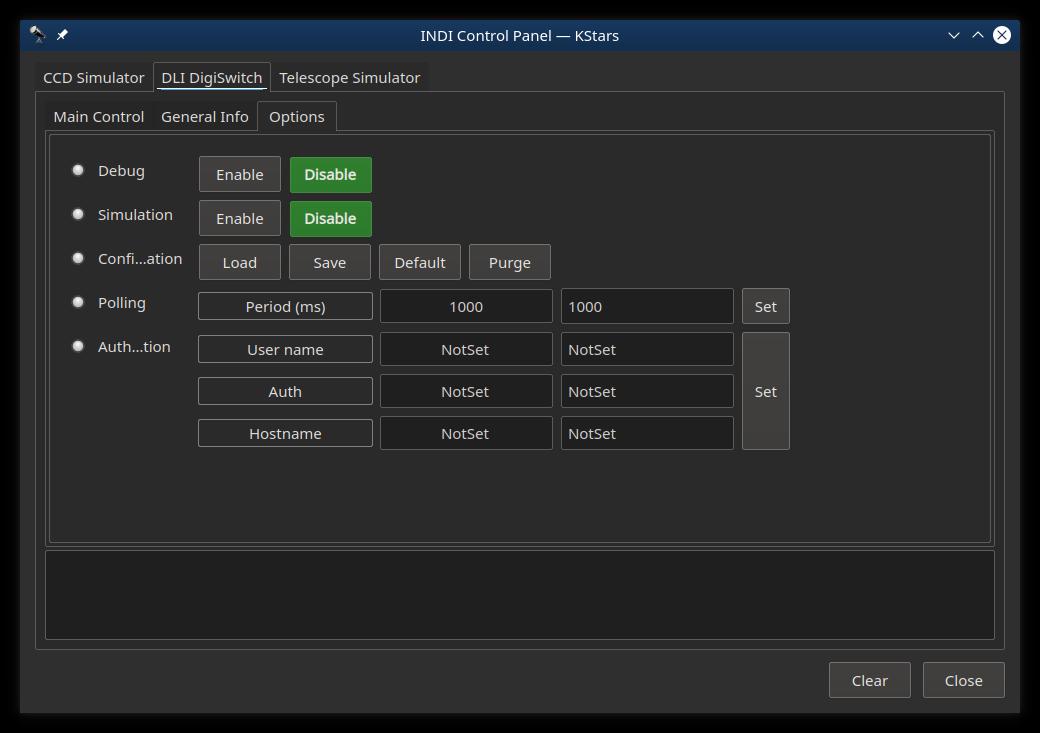 INDI Control Panel — KStars
CCD Simulator DLI DigiSwitch Telescope Simulator
Main Control General Info Options
Debug Enable Disable
Simulation Enable Disable
Confi...ation Load Save Default Purge
Polling Period (ms) 1000 1000 Set
Auth...tion User name NotSet NotSet
Auth NotSet NotSet Set
Hostname NotSet NotSet
Clear Close